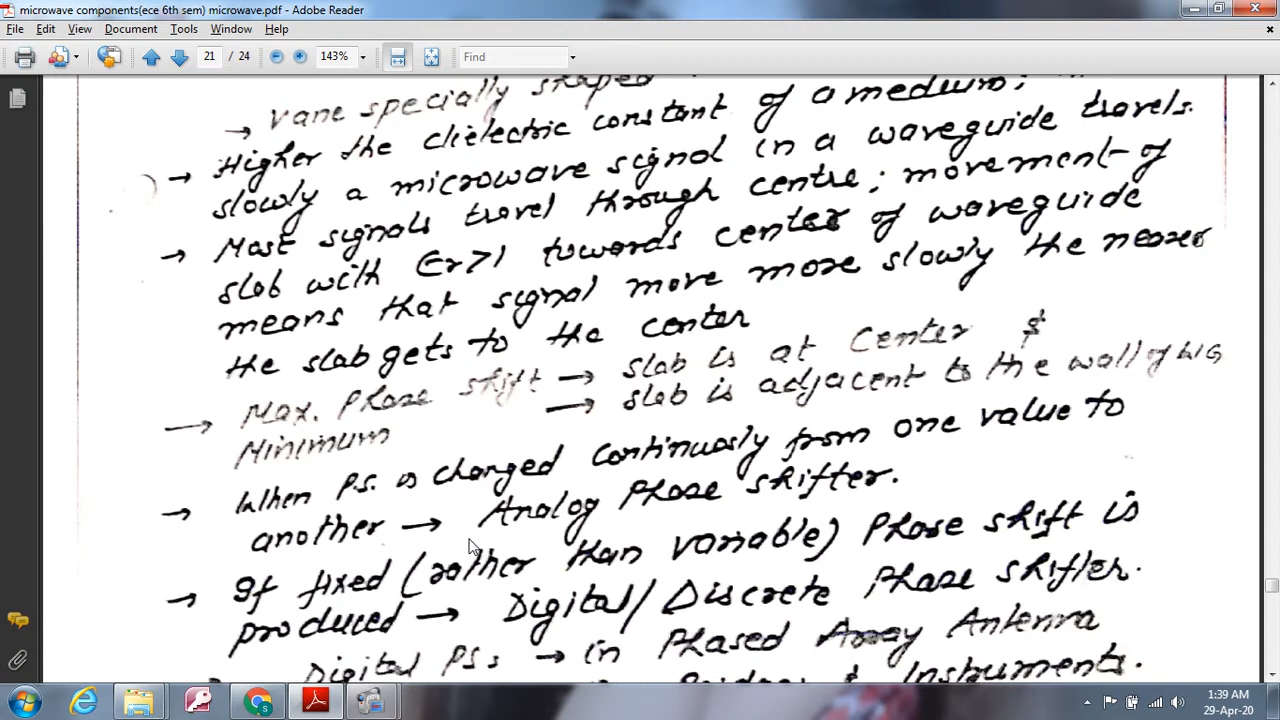 microwave components(ece 6th sem) microwave.pdf - Adobe Reader
File Edit View Document Tools Window Help
21 / 24 143% Find
→ vane specially shaped
→ Higher the dielectric constant of a medium;
slowly a microwave signal in a waveguide travels.
→ Most signals travel through centre; movement of
slab with Er>1 towards center of waveguide
means that signal move more slowly the nearer
the slab gets to the center
→ Max. Phase shift → slab is at Center &
Minimum → slab is adjacent to the wall of WG
→ When P.S. is changed continuously from one value to
another → Analog Phase shifter.
→ If fixed (rather than variable) Phase shift is
produced → Digital/Discrete Phase shifter.
Digital PSs → in Phased Array Antenna
& Instruments.
1:39 AM
29-Apr-20